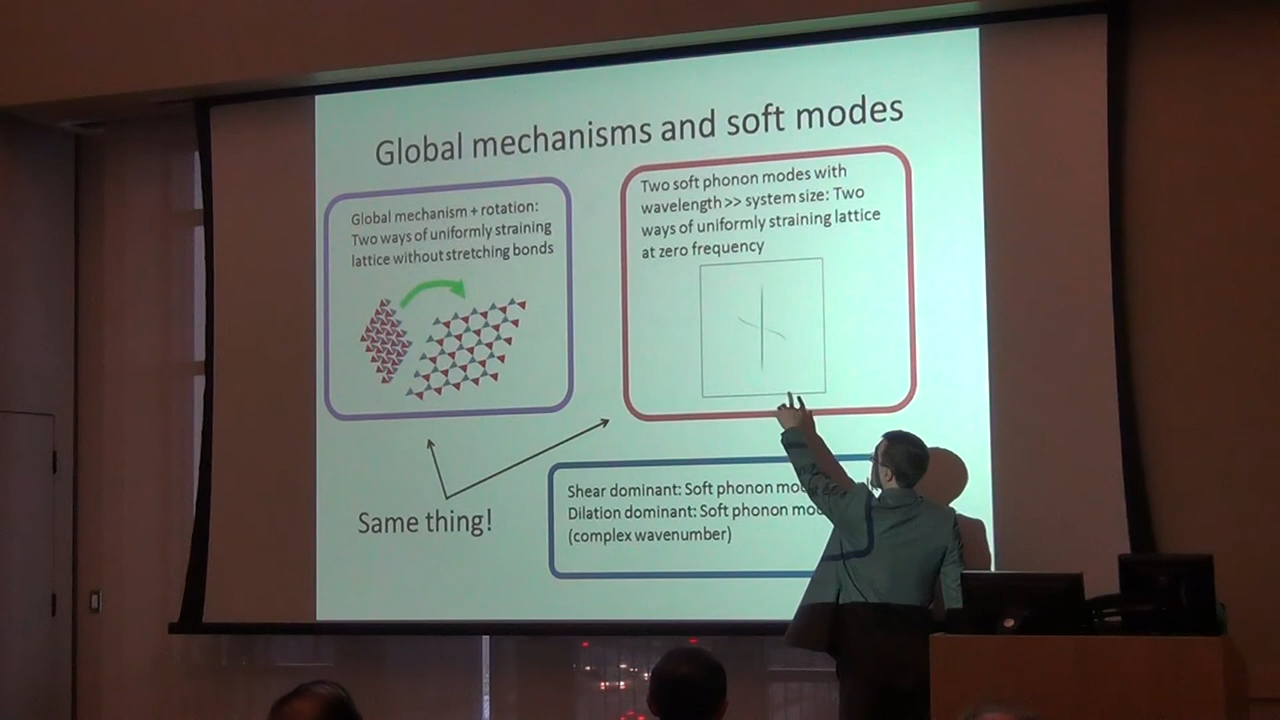 Global mechanisms and soft modes
Global mechanism + rotation:
Two ways of uniformly straining
lattice without stretching bonds
Two soft phonon modes with
wavelength >> system size: Two
ways of uniformly straining lattice
at zero frequency
Same thing!
Shear dominant: Soft phonon
Dilation dominant: Soft phonon
(complex wavenumber)